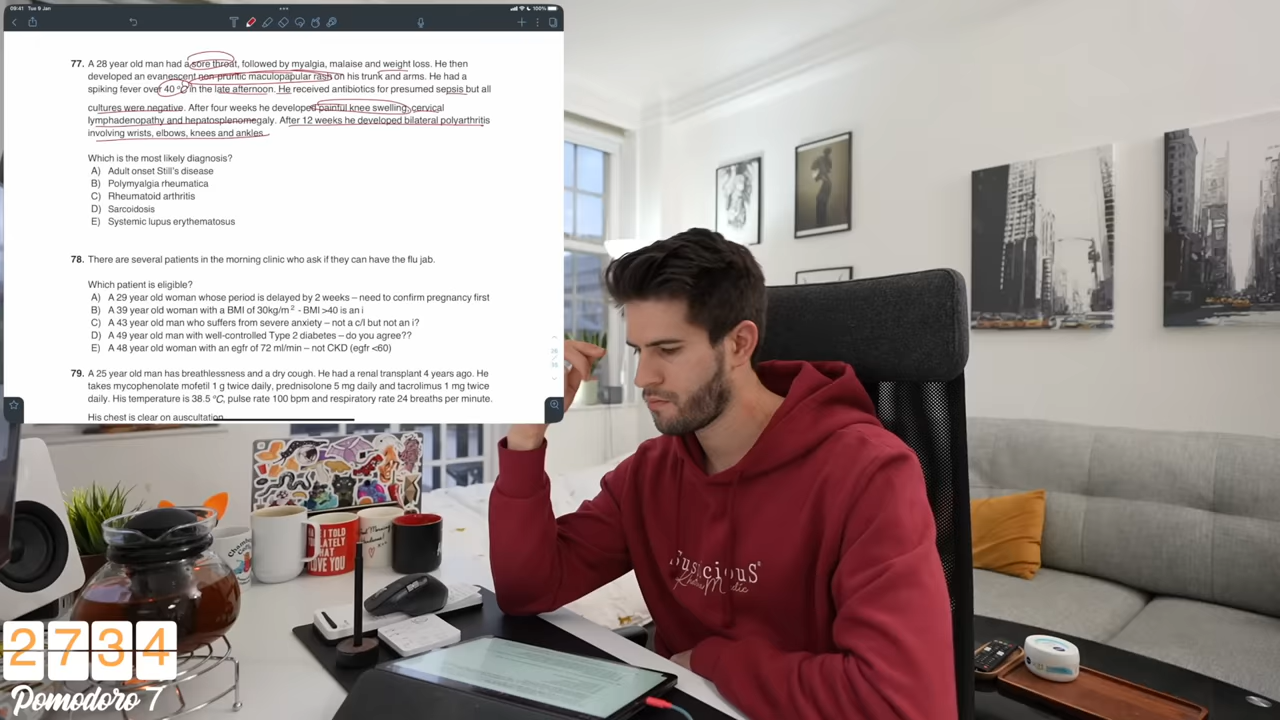 09:41 Tue 9 Jan
100%
77. A 28 year old man had a sore throat, followed by myalgia, malaise and weight loss. He then
developed an evanescent non-pruritic maculopapular rash on his trunk and arms. He had a
spiking fever over 40 °C in the late afternoon. He received antibiotics for presumed sepsis but all
cultures were negative. After four weeks he developed painful knee swelling, cervical
lymphadenopathy and hepatosplenomegaly. After 12 weeks he developed bilateral polyarthritis
involving wrists, elbows, knees and ankles.
Which is the most likely diagnosis?
A) Adult onset Still's disease
B) Polymyalgia rheumatica
C) Rheumatoid arthritis
D) Sarcoidosis
E) Systemic lupus erythematosus
78. There are several patients in the morning clinic who ask if they can have the flu jab.
Which patient is eligible?
A) A 29 year old woman whose period is delayed by 2 weeks – need to confirm pregnancy first
B) A 39 year old woman with a BMI of 30kg/m² - BMI >40 is an i
C) A 43 year old man who suffers from severe anxiety – not a c/I but not an i?
D) A 49 year old man with well-controlled Type 2 diabetes – do you agree??
E) A 48 year old woman with an egfr of 72 ml/min – not CKD (egfr <60)
79. A 25 year old man has breathlessness and a dry cough. He had a renal transplant 4 years ago. He
takes mycophenolate mofetil 1 g twice daily, prednisolone 5 mg daily and tacrolimus 1 mg twice
daily. His temperature is 38.5 °C, pulse rate 100 bpm and respiratory rate 24 breaths per minute.
His chest is clear on auscultation
I TOLD
LATELY
THAT
LOVE YOU
2734
Pomodoro 7